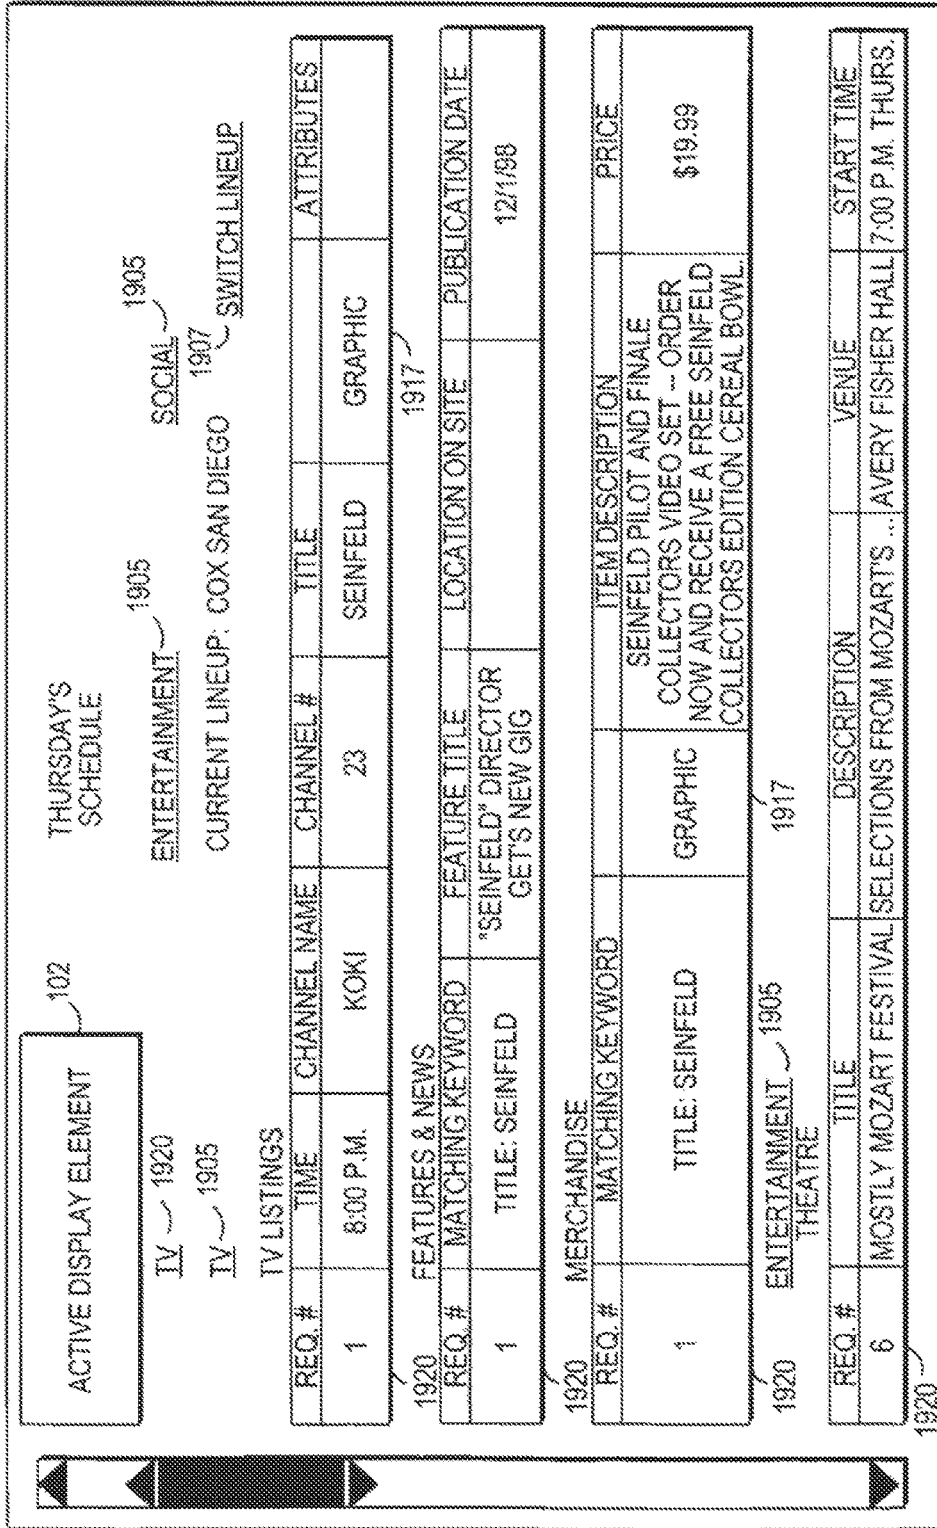 ACTIVE DISPLAY ELEMENT
102
THURSDAY'S
SCHEDULE
TV 1920
ENTERTAINMENT 1905
SOCIAL 1905
TV 1905
CURRENT LINEUP: COX SAN DIEGO
1907
SWITCH LINEUP
TV LISTINGS
REQ. # TIME CHANNEL NAME CHANNEL # TITLE ATTRIBUTES
1 8:00 P.M. KOKI 23 SEINFELD GRAPHIC
1920
1917
FEATURES & NEWS
REQ. # MATCHING KEYWORD FEATURE TITLE LOCATION ON SITE PUBLICATION DATE
1 TITLE: SEINFELD "SEINFELD" DIRECTOR
GET'S NEW GIG
12/1/98
1920
MERCHANDISE
REQ. # MATCHING KEYWORD ITEM DESCRIPTION PRICE
1 TITLE: SEINFELD GRAPHIC
SEINFELD PILOT AND FINALE
COLLECTORS VIDEO SET -- ORDER
NOW AND RECEIVE A FREE SEINFELD
COLLECTORS EDITION CEREAL BOWL.
$19.99
1920
1917
ENTERTAINMENT 1905
THEATRE
REQ. # TITLE DESCRIPTION VENUE START TIME
6 MOSTLY MOZART FESTIVAL SELECTIONS FROM MOZART'S ... AVERY FISHER HALL 7:00 P.M. THURS.
1920